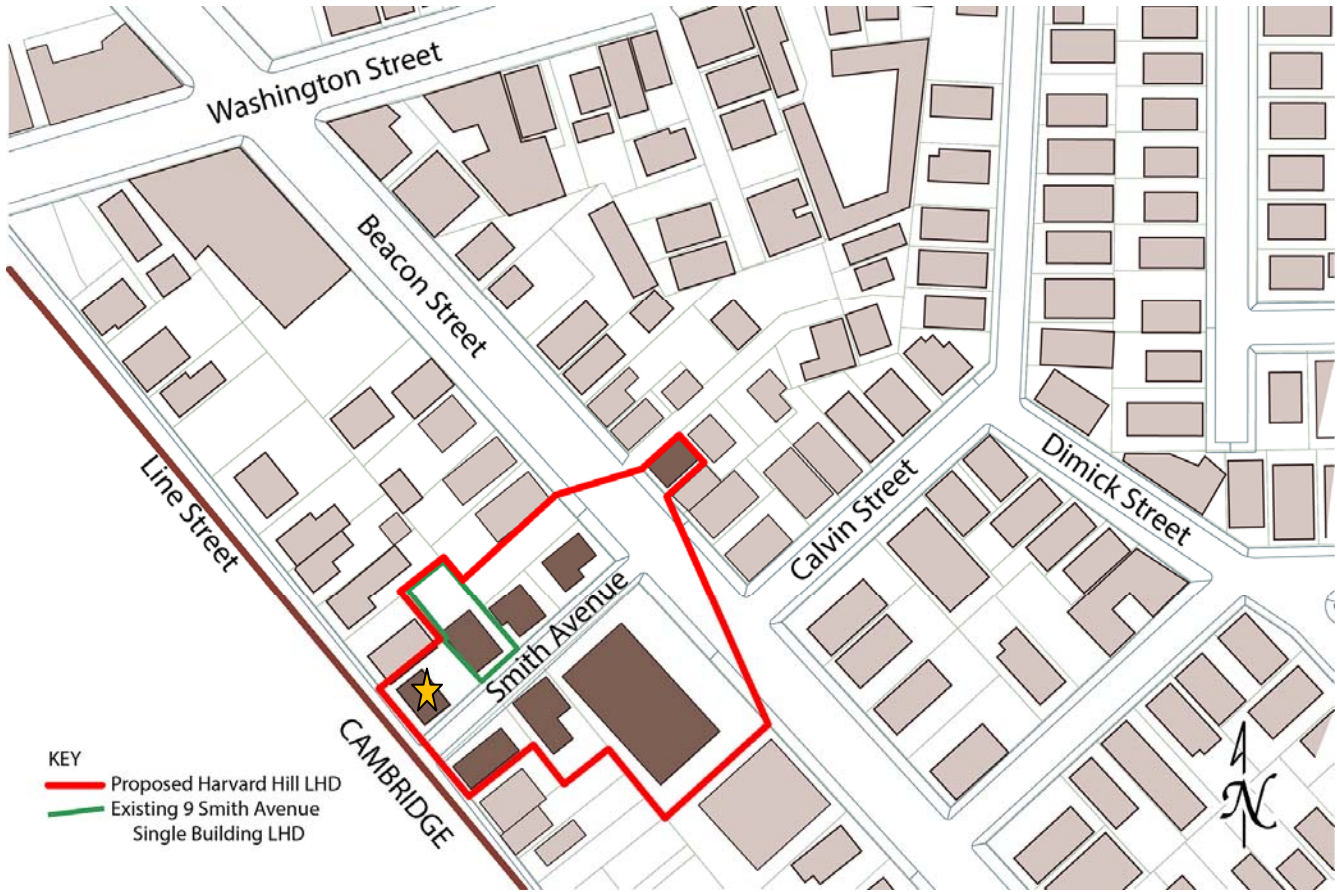 Washington Street
Beacon Street
Line Street
Calvin Street
Dimick Street
Smith Avenue
CAMBRIDGE
KEY
Proposed Harvard Hill LHD
Existing 9 Smith Avenue
Single Building LHD
N